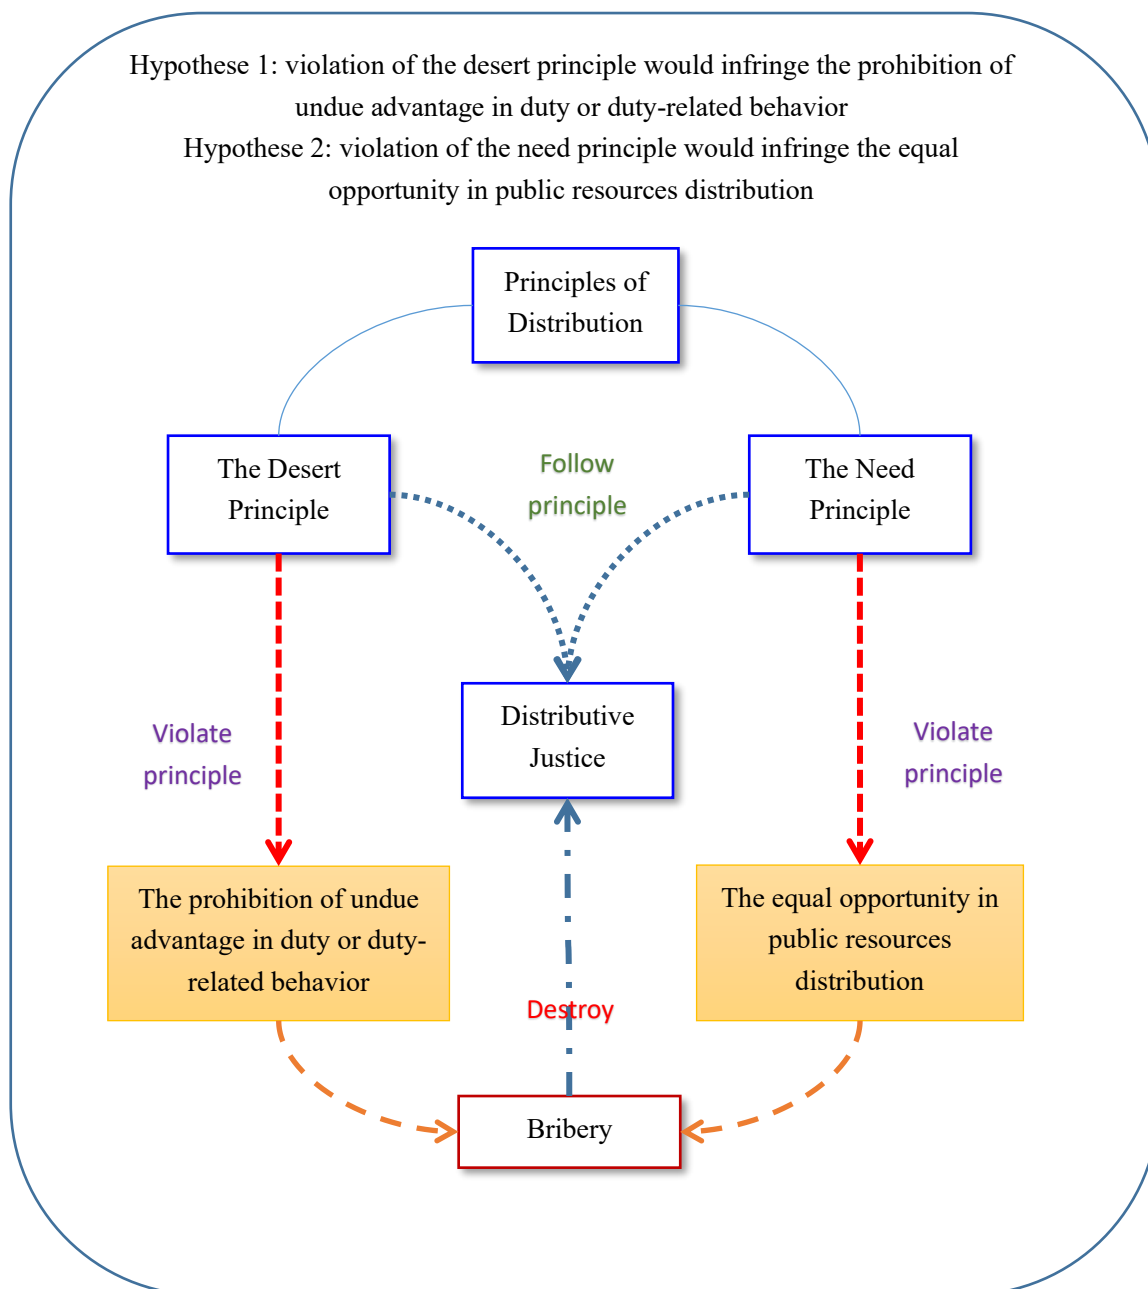 Hypothese 1: violation of the desert principle would infringe the prohibition of
undue advantage in duty or duty-related behavior
Hypothese 2: violation of the need principle would infringe the equal
opportunity in public resources distribution
Principles of
Distribution
The Desert
Principle
Follow
principle
The Need
Principle
Distributive
Justice
Violate
principle
Violate
principle
The prohibition of undue
advantage in duty or duty-
related behavior
The equal opportunity in
public resources
distribution
Destroy
Bribery